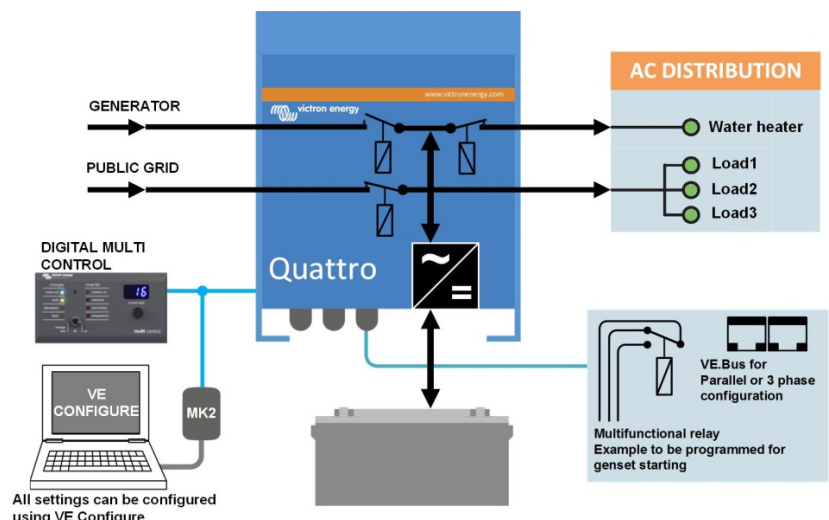 www.victronenergy.com
victron energy
AC DISTRIBUTION
GENERATOR
Water heater
PUBLIC GRID
Load1
Load2
Load3
DIGITAL MULTI
CONTROL
Quattro
victron energy
16
multi control
VE.Bus for
Parallel or 3 phase
configuration
VE
CONFIGURE
MK2
Multifunctional relay
Example to be programmed for
genset starting
All settings can be configured
using VE Configure